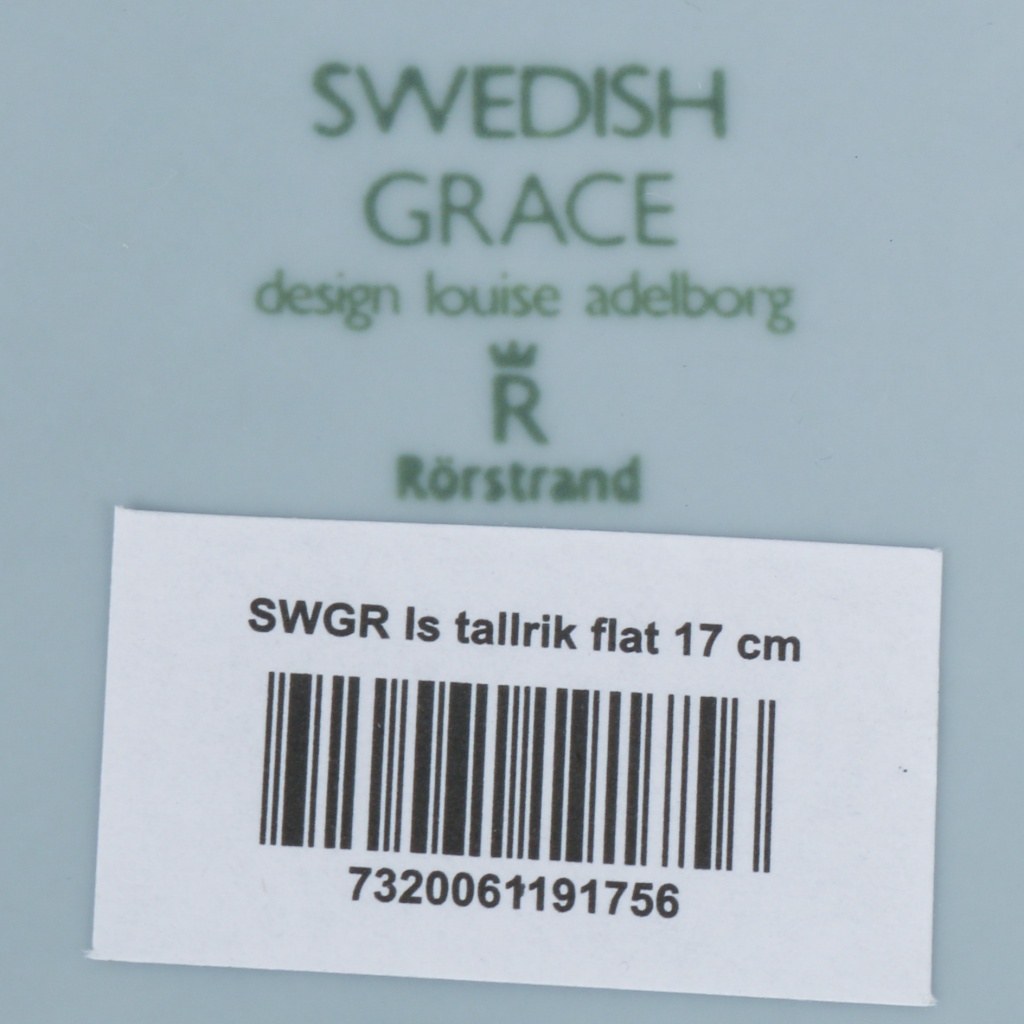 SWEDISH
GRACE
design louise adelborg
R
Rörstrand
SWGR Is tallrik flat 17 cm
7320061191756